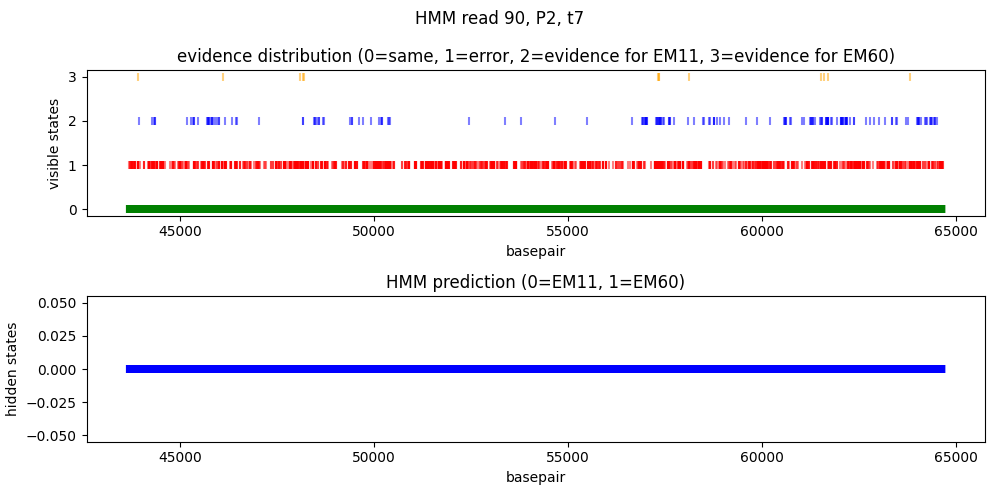 HMM read 90, P2, t7
evidence distribution (0=same, 1=error, 2=evidence for EM11, 3=evidence for EM60)
visible states
3
2
1
0
45000 50000 55000 60000 65000
basepair
HMM prediction (0=EM11, 1=EM60)
hidden states
0.050
0.025
0.000
−0.025
−0.050
45000 50000 55000 60000 65000
basepair